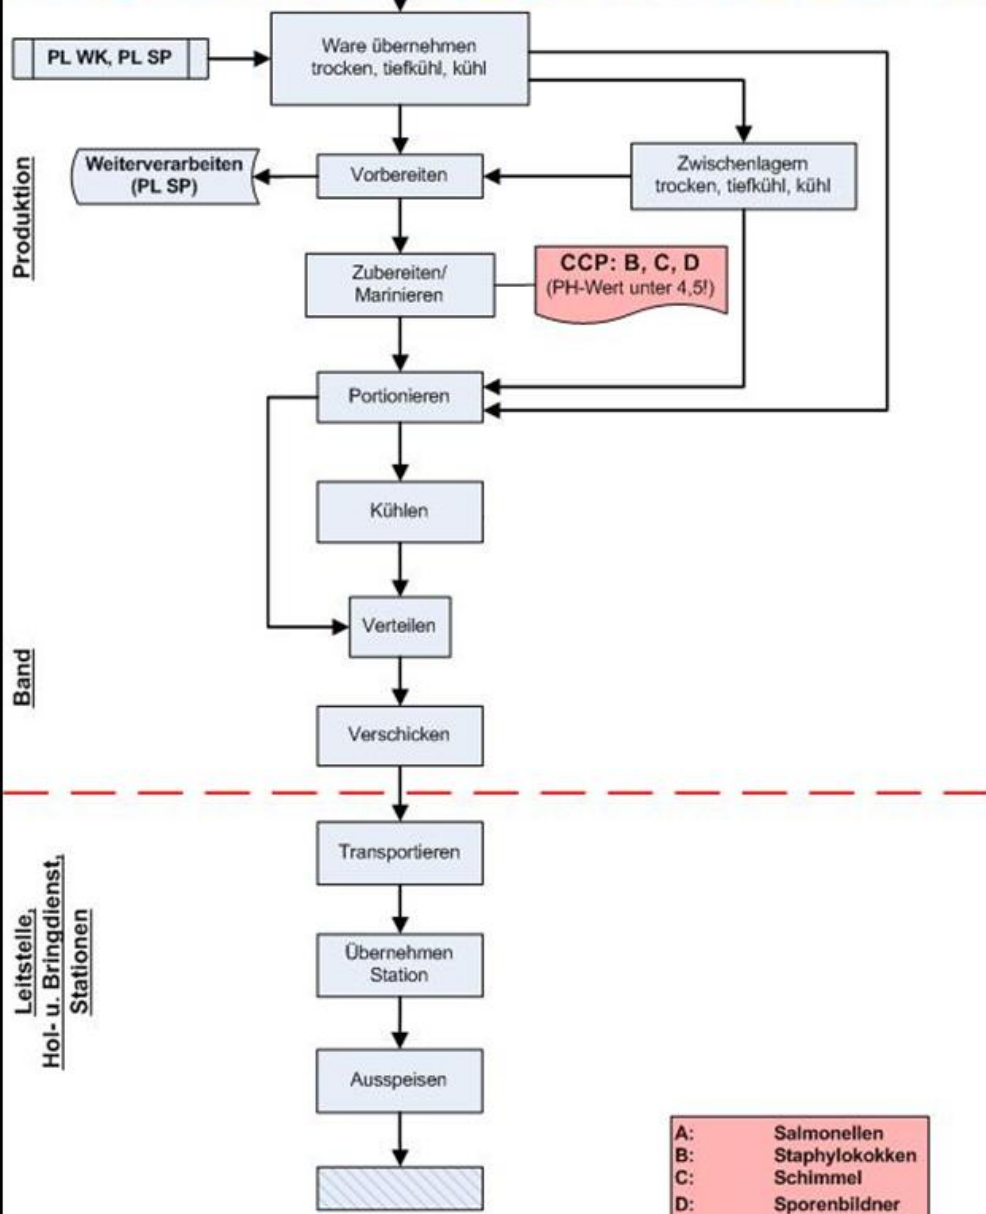 PL WK, PL SP
Ware übernehmen
trocken, tiefkühl, kühl
Produktion
Weiterverarbeiten
(PL SP)
Vorbereiten
Zwischenlagern
trocken, tiefkühl, kühl
Zubereiten/
Marinieren
CCP: B, C, D
(PH-Wert unter 4,5!)
Portionieren
Kühlen
Band
Verteilen
Verschicken
Leitstelle,
Hol- u. Bringdienst,
Stationen
Transportieren
Übernehmen
Station
Ausspeisen
A: Salmonellen
B: Staphylokokken
C: Schimmel
D: Sporenbildner